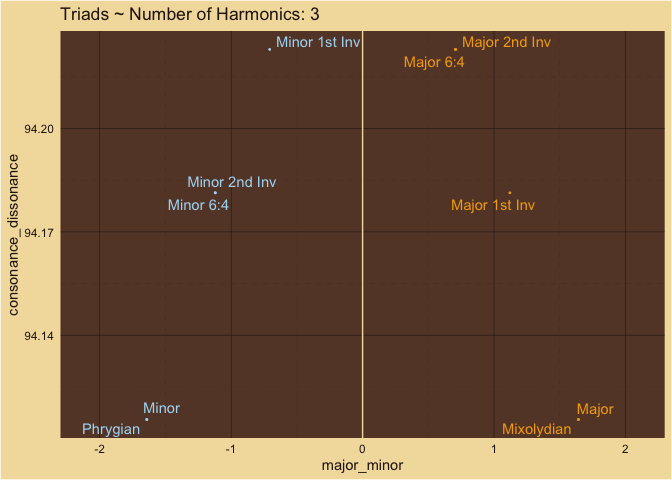 Triads ~ Number of Harmonics: 3
Minor 1st Inv
Major 2nd Inv
Major 6:4
94.20
Minor 2nd Inv
Minor 6:4
Major 1st Inv
94.17
consonance_dissonance
94.14
Minor
Major
Phrygian
Mixolydian
-2
-1
0
1
2
major_minor